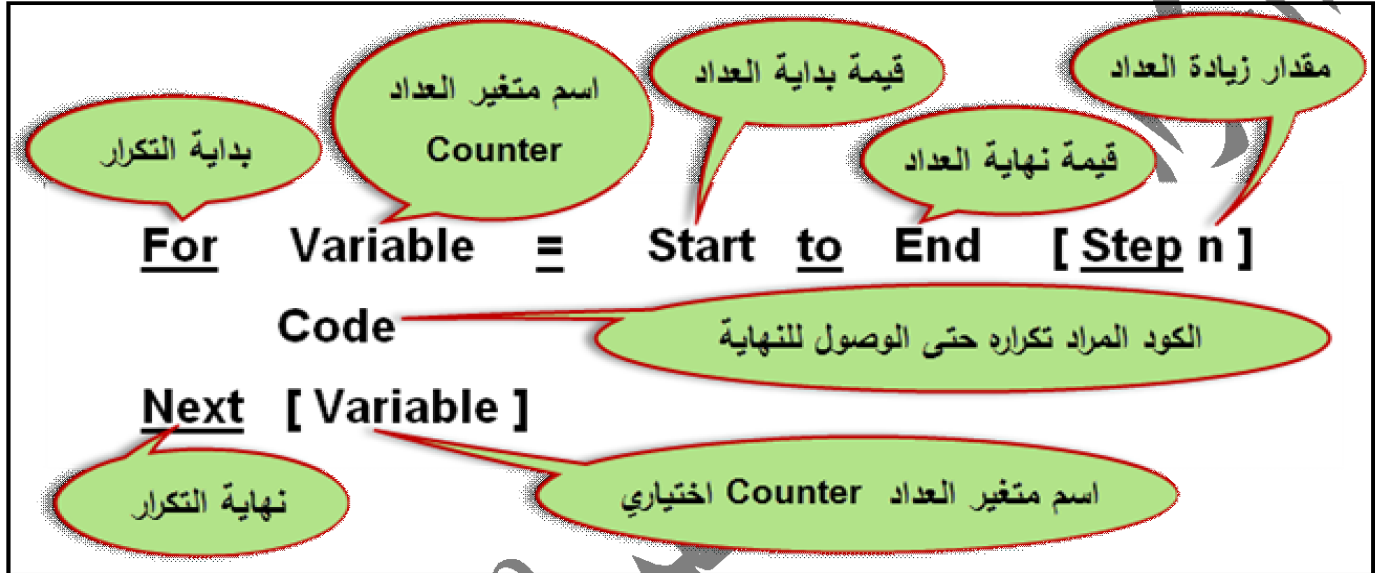 مقدار زيادة العداد
قيمة بداية العداد
اسم متغير العداد
Counter
بداية التكرار
قيمة نهاية العداد
For Variable = Start to End [ Step n ]
Code
الكود المراد تكراره حتى الوصول للنهاية
Next [ Variable ]
اسم متغير العداد Counter اختياري
نهاية التكرار